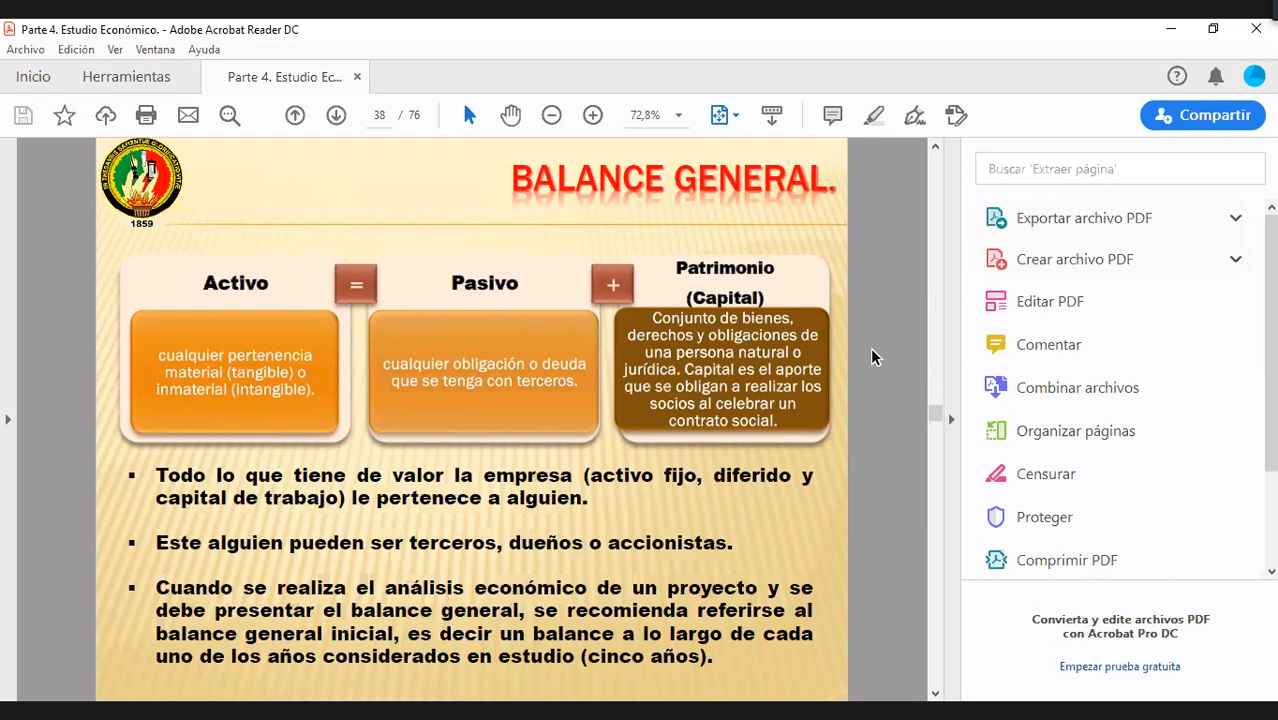 Parte 4. Estudio Económico. - Adobe Acrobat Reader DC
Archivo Edición Ver Ventana Ayuda
Inicio Herramientas Parte 4. Estudio Ec... ×
38 / 76 72,8% Compartir
1859
BALANCE GENERAL.
Activo = Pasivo + Patrimonio
(Capital)
cualquier pertenencia
material (tangible) o
inmaterial (intangible).
cualquier obligación o deuda
que se tenga con terceros.
Conjunto de bienes,
derechos y obligaciones de
una persona natural o
jurídica. Capital es el aporte
que se obligan a realizar los
socios al celebrar un
contrato social.
▪ Todo lo que tiene de valor la empresa (activo fijo, diferido y
capital de trabajo) le pertenece a alguien.
▪ Este alguien pueden ser terceros, dueños o accionistas.
▪ Cuando se realiza el análisis económico de un proyecto y se
debe presentar el balance general, se recomienda referirse al
balance general inicial, es decir un balance a lo largo de cada
uno de los años considerados en estudio (cinco años).
Buscar 'Extraer página'
Exportar archivo PDF
Crear archivo PDF
Editar PDF
Comentar
Combinar archivos
Organizar páginas
Censurar
Proteger
Comprimir PDF
Convierta y edite archivos PDF
con Acrobat Pro DC
Empezar prueba gratuita